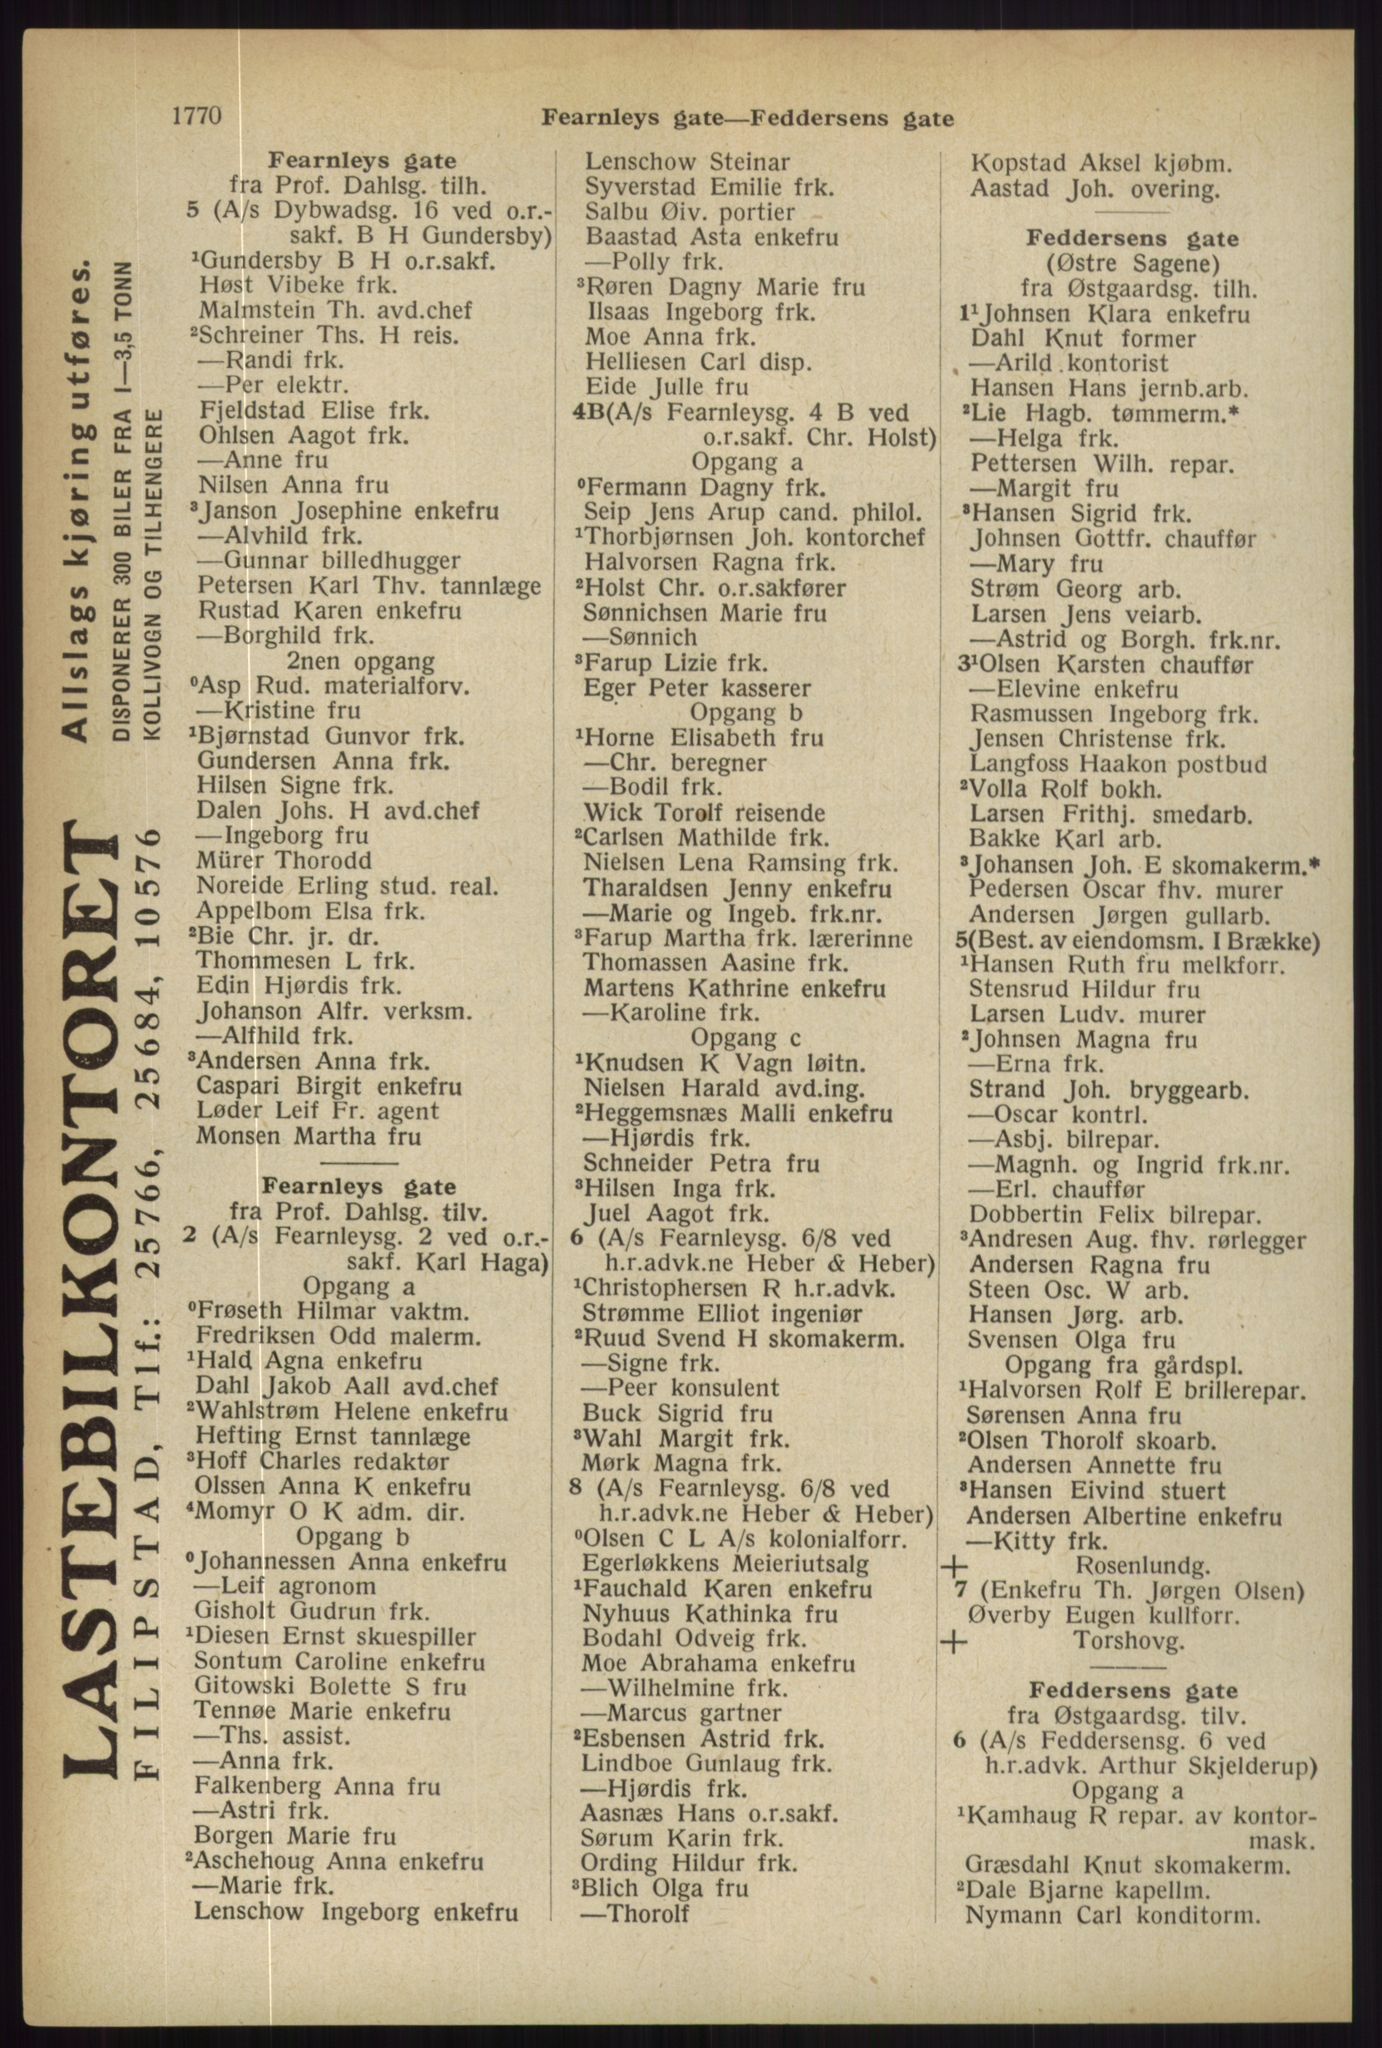 1770
Fearnleys gate—Feddersens gate
LASTEBILKONTORET
Allslags kjøring utføres.
FILIPSTAD, Tlf.: 25766, 25684, 10576
DISPONERER 300 BILER FRA 1—3,5 TONN
KOLLIVOGN OG TILHENGERE
Fearnleys gate
fra Prof. Dahlsg. tilh.
5 (A/s Dybwadsg. 16 ved o.r.-
sakf. B H Gundersby)
¹Gundersby B H o.r.sakf.
Høst Vibeke frk.
Malmstein Th. avd.chef
²Schreiner Ths. H reis.
—Randi frk.
—Per elektr.
Fjeldstad Elise frk.
Ohlsen Aagot frk.
—Anne fru
Nilsen Anna fru
³Janson Josephine enkefru
—Alvhild frk.
—Gunnar billedhugger
Petersen Karl Thv. tannlæge
Rustad Karen enkefru
—Borghild frk.
2nen opgang
⁰Asp Rud. materialforv.
—Kristine fru
¹Bjørnstad Gunvor frk.
Gundersen Anna frk.
Hilsen Signe frk.
Dalen Johs. H avd.chef
—Ingeborg fru
Mürer Thorodd
Noreide Erling stud. real.
Appelbom Elsa frk.
²Bie Chr. jr. dr.
Thommesen L frk.
Edin Hjørdis frk.
Johanson Alfr. verksm.
—Alfhild frk.
³Andersen Anna frk.
Caspari Birgit enkefru
Løder Leif Fr. agent
Monsen Martha fru
Fearnleys gate
fra Prof. Dahlsg. tilv.
2 (A/s Fearnleysg. 2 ved o.r.-
sakf. Karl Haga)
Opgang a
⁰Frøseth Hilmar vaktm.
Fredriksen Odd malerm.
¹Hald Agna enkefru
Dahl Jakob Aall avd.chef
²Wahlstrøm Helene enkefru
Hefting Ernst tannlæge
³Hoff Charles redaktør
Olssen Anna K enkefru
⁴Momyr O K adm. dir.
Opgang b
⁰Johannessen Anna enkefru
—Leif agronom
Gisholt Gudrun frk.
¹Diesen Ernst skuespiller
Sontum Caroline enkefru
Gitowski Bolette S fru
Tennøe Marie enkefru
—Ths. assist.
—Anna frk.
Falkenberg Anna fru
—Astri frk.
Borgen Marie fru
²Aschehoug Anna enkefru
—Marie frk.
Lenschow Ingeborg enkefru
Lenschow Steinar
Syverstad Emilie frk.
Salbu Øiv. portier
Baastad Asta enkefru
—Polly frk.
³Røren Dagny Marie fru
Ilsaas Ingeborg frk.
Moe Anna frk.
Helliesen Carl disp.
Eide Julle fru
4B(A/s Fearnleysg. 4 B ved
o.r.sakf. Chr. Holst)
Opgang a
⁰Fermann Dagny frk.
Seip Jens Arup cand. philol.
¹Thorbjørnsen Joh. kontorchef
Halvorsen Ragna frk.
²Holst Chr. o.r.sakfører
Sønnichsen Marie fru
—Sønnich
³Farup Lizie frk.
Eger Peter kasserer
Opgang b
¹Horne Elisabeth fru
—Chr. beregner
—Bodil frk.
Wick Torolf reisende
²Carlsen Mathilde frk.
Nielsen Lena Ramsing frk.
Tharaldsen Jenny enkefru
—Marie og Ingeb. frk.nr.
³Farup Martha frk. lærerinne
Thomassen Aasine frk.
Martens Kathrine enkefru
—Karoline frk.
Opgang c
¹Knudsen K Vagn løitn.
Nielsen Harald avd.ing.
²Heggemsnæs Malli enkefru
—Hjørdis frk.
Schneider Petra fru
³Hilsen Inga frk.
Juel Aagot frk.
6 (A/s Fearnleysg. 6/8 ved
h.r.advk.ne Heber & Heber)
¹Christophersen R h.r.advk.
Strømme Elliot ingeniør
²Ruud Svend H skomakerm.
—Signe frk.
—Peer konsulent
Buck Sigrid fru
³Wahl Margit frk.
Mørk Magna frk.
8 (A/s Fearnleysg. 6/8 ved
h.r.advk.ne Heber & Heber)
⁰Olsen C L A/s kolonialforr.
Egerløkkens Meieriutsalg
¹Fauchald Karen enkefru
Nyhuus Kathinka fru
Bodahl Odveig frk.
Moe Abrahama enkefru
—Wilhelmine frk.
—Marcus gartner
²Esbensen Astrid frk.
Lindboe Gunlaug frk.
—Hjørdis frk.
Aasnæs Hans o.r.sakf.
Sørum Karin frk.
Ording Hildur frk.
³Blich Olga fru
—Thorolf
Kopstad Aksel kjøbm.
Aastad Joh. overing.
Feddersens gate
(Østre Sagene)
fra Østgaardsg. tilh.
1¹Johnsen Klara enkefru
Dahl Knut former
—Arild kontorist
Hansen Hans jernb.arb.
²Lie Hagb. tømmerm.*
—Helga frk.
Pettersen Wilh. repar.
—Margit fru
³Hansen Sigrid frk.
Johnsen Gottfr. chauffør
—Mary fru
Strøm Georg arb.
Larsen Jens veiarb.
—Astrid og Borgh. frk.nr.
3¹Olsen Karsten chauffør
—Elevine enkefru
Rasmussen Ingeborg frk.
Jensen Christense frk.
Langfoss Haakon postbud
²Volla Rolf bokh.
Larsen Frithj. smedarb.
Bakke Karl arb.
³Johansen Joh. E skomakerm.*
Pedersen Oscar fhv. murer
Andersen Jørgen gullarb.
5(Best. av eiendomsm. I Brække)
¹Hansen Ruth fru melkforr.
Stensrud Hildur fru
Larsen Ludv. murer
²Johnsen Magna fru
—Erna frk.
Strand Joh. bryggearb.
—Oscar kontrl.
—Asbj. bilrepar.
—Magnh. og Ingrid frk.nr.
—Erl. chauffør
Dobbertin Felix bilrepar.
³Andresen Aug. fhv. rørlegger
Andersen Ragna fru
Steen Osc. W arb.
Hansen Jørg. arb.
Svensen Olga fru
Opgang fra gårdspl.
¹Halvorsen Rolf E brillerepar.
Sørensen Anna fru
²Olsen Thorolf skoarb.
Andersen Annette fru
³Hansen Eivind stuert
Andersen Albertine enkefru
—Kitty frk.
+ Rosenlundg.
7 (Enkefru Th. Jørgen Olsen)
Øverby Eugen kullforr.
+ Torshovg.
Feddersens gate
fra Østgaardsg. tilv.
6 (A/s Feddersensg. 6 ved
h.r.advk. Arthur Skjelderup)
Opgang a
¹Kamhaug R repar. av kontor-
mask.
Græsdahl Knut skomakerm.
²Dale Bjarne kapellm.
Nymann Carl konditorm.